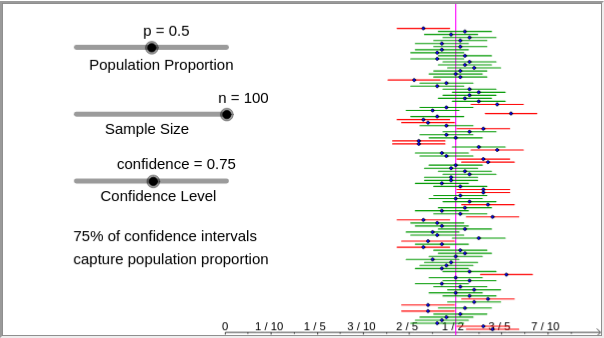 p = 0.5
Population Proportion
n = 100
Sample Size
confidence = 0.75
Confidence Level
75% of confidence intervals
capture population proportion
0 1 / 10 1 / 5 3 / 10 2 / 5 1 / 2 3 / 5 7 / 10